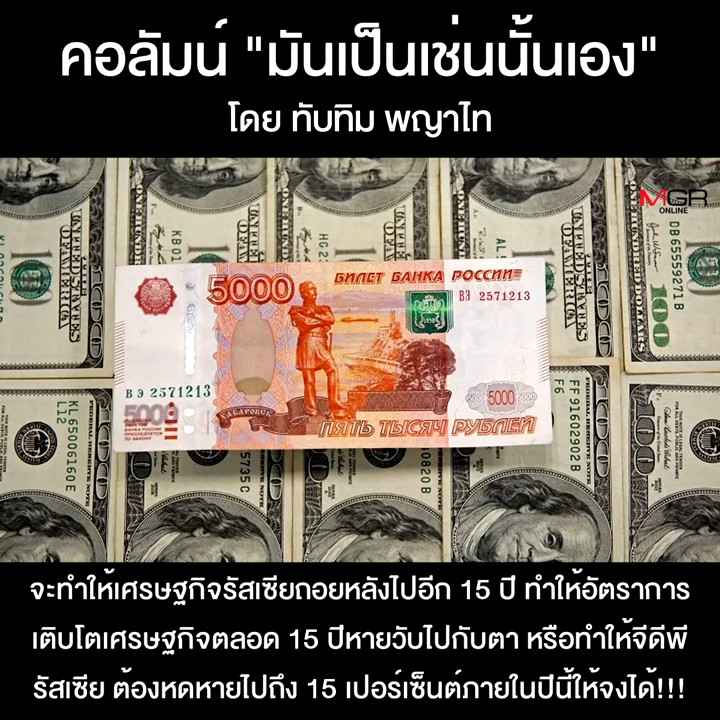 คอลัมน์ "มันเป็นเช่นนั้นเอง"
โดย ทับทิม พญาไท
MGR
ONLINE
5000
БИЛЕТ БАНКА РОССИИ
ВЭ 2571213
ВЭ 2571213
5000
ХАБАРОВСК
5000
ПЯТЬ ТЫСЯЧ РУБЛЕЙ
DB65559271B
100
KL45006160E
L12
F6
FF91602902B
จะทำให้เศรษฐกิจรัสเซียถอยหลังไปอีก 15 ปี ทำให้อัตราการ
เติบโตเศรษฐกิจตลอด 15 ปีหายวับไปกับตา หรือทำให้จีดีพี
รัสเซีย ต้องหดหายไปถึง 15 เปอร์เซ็นต์ภายในปีนี้ให้จงได้!!!